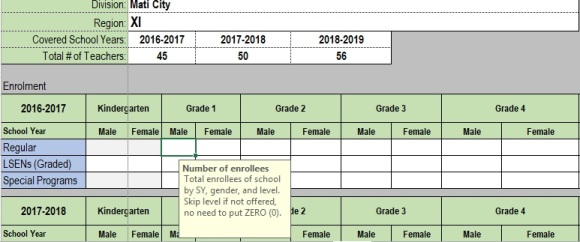 Division: Mati City
Region: XI
Covered School Years: 2016-2017 2017-2018 2018-2019
Total # of Teachers: 45 50 56
Enrolment
2016-2017 Kindergarten Grade 1 Grade 2 Grade 3 Grade 4
School Year Male Female Male Female Male Female Male Female Male Female
Regular
LSENs (Graded)
Special Programs
Number of enrollees
Total enrollees of school
by SY, gender, and level.
Skip level if not offered,
no need to put ZERO (0).
2017-2018 Kindergarten de 2 Grade 3 Grade 4
School Year Male Female Ma Female Male Female Male Female